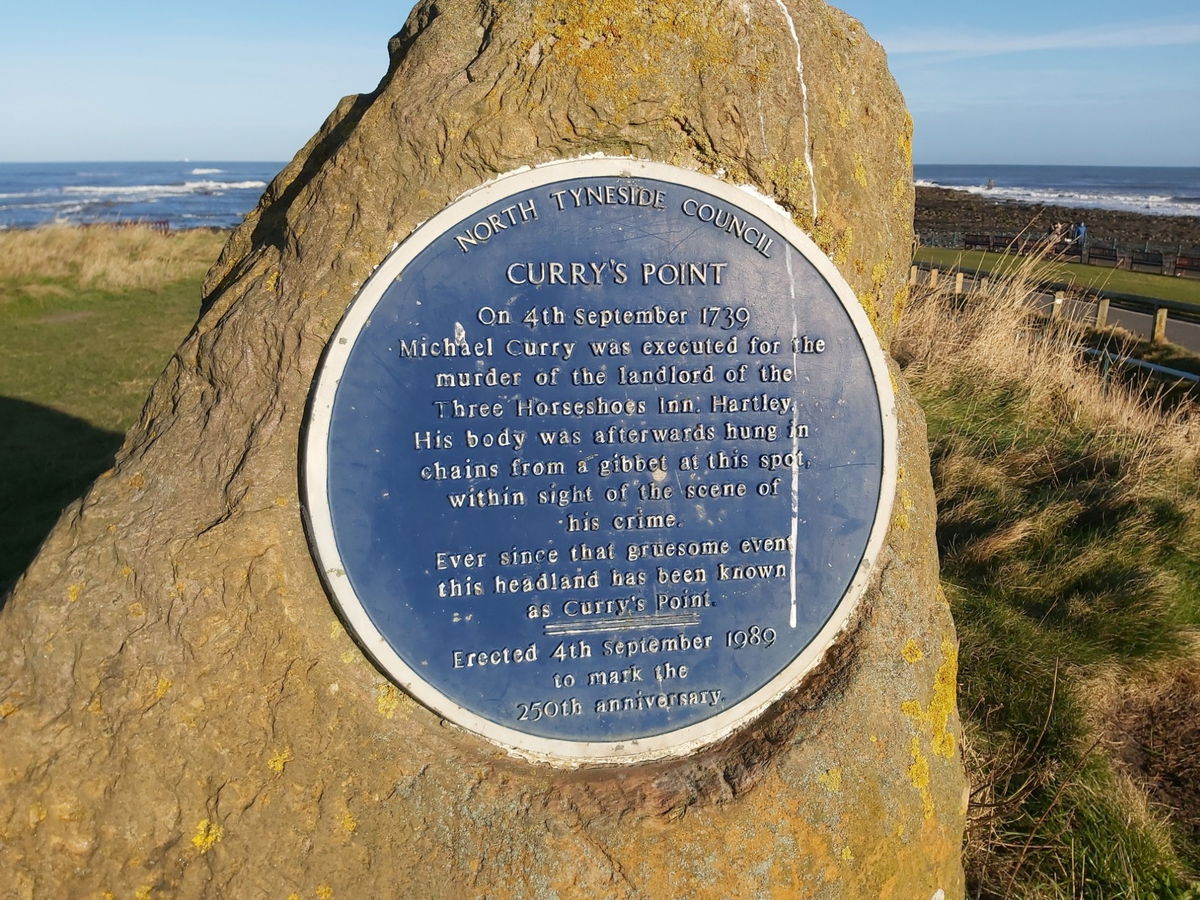 NORTH TYNESIDE COUNCIL
CURRY'S POINT
On 4th September 1739
Michael Curry was executed for the
murder of the landlord of the
Three Horseshoes Inn. Hartley.
His body was afterwards hung in
chains from a gibbet at this spot,
within sight of the scene of
his crime.
Ever since that gruesome event
this headland has been known
as Curry's Point.
Erected 4th September 1989
to mark the
250th anniversary.